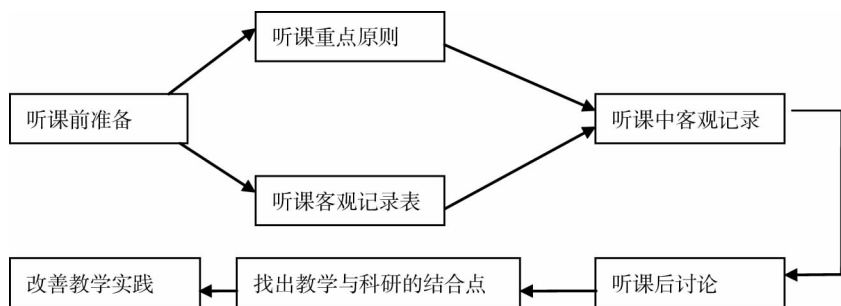 听课重点原则
听课前准备
听课中客观记录
听课客观记录表
改善教学实践
找出教学与科研的结合点
听课后讨论